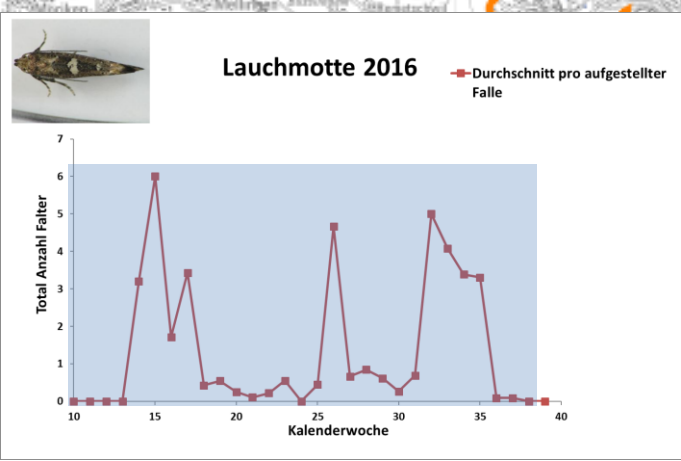 Lauchmotte 2016
Durchschnitt pro aufgestellter
Falle
Total Anzahl Falter
7
6
5
4
3
2
1
0
10 15 20 25 30 35 40
Kalenderwoche